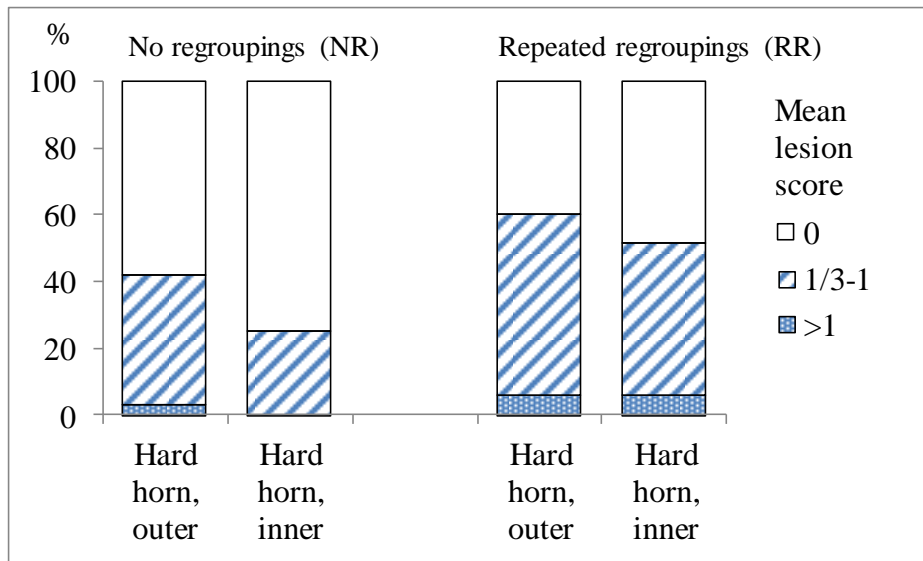 %
No regroupings (NR)
Repeated regroupings (RR)
100
80
60
40
20
0
Hard
horn,
outer
Hard
horn,
inner
Hard
horn,
outer
Hard
horn,
inner
Mean
lesion
score
0
1/3-1
>1